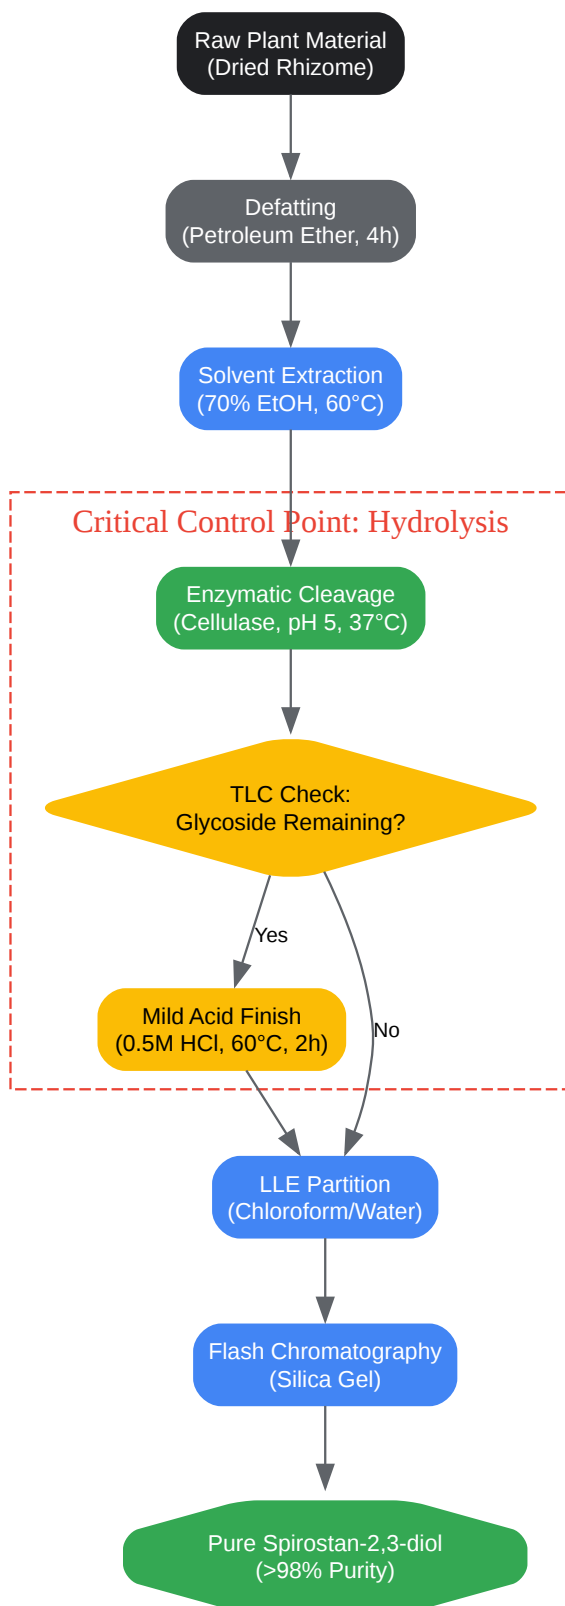 Raw Plant Material
(Dried Rhizome)
Defatting
(Petroleum Ether, 4h)
Solvent Extraction
(70% EtOH, 60°C)
Critical Control Point: Hydrolysis
Enzymatic Cleavage
(Cellulase, pH 5, 37°C)
TLC Check:
Glycoside Remaining?
Yes
Mild Acid Finish
(0.5M HCl, 60°C, 2h)
No
LLE Partition
(Chloroform/Water)
Flash Chromatography
(Silica Gel)
Pure Spirostan-2,3-diol
(>98% Purity)